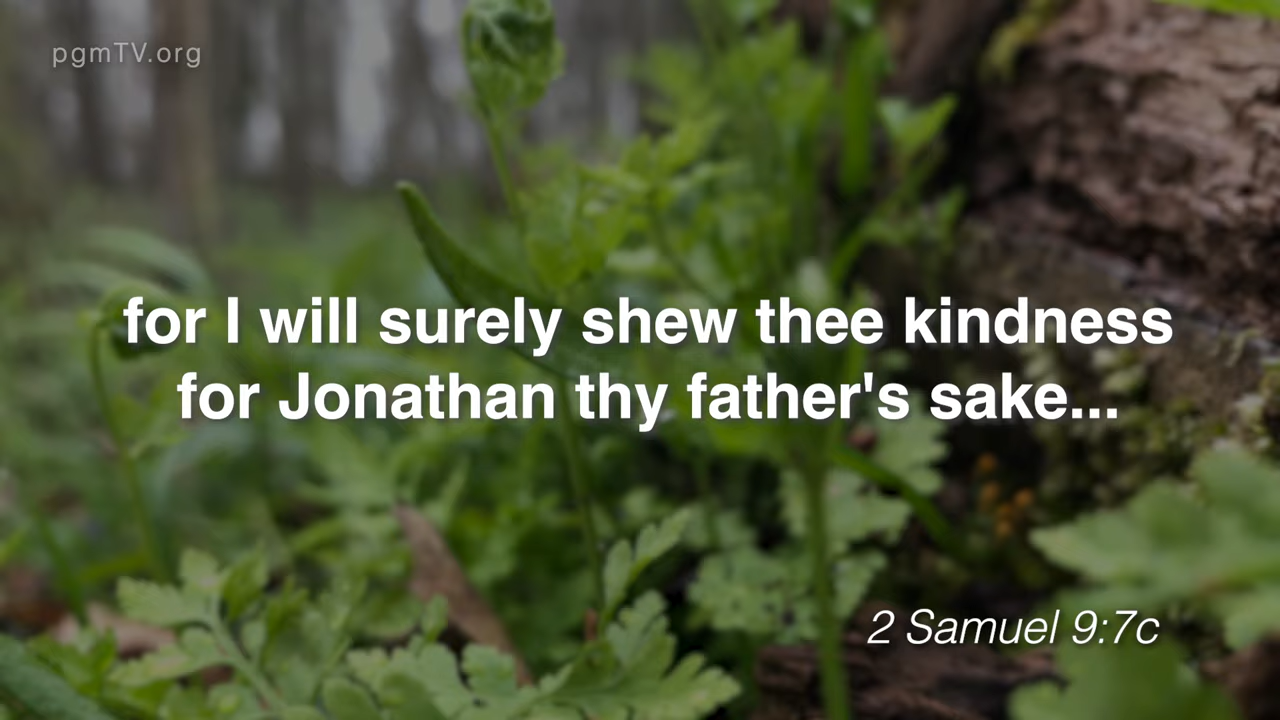 pgmTV.org
for I will surely shew thee kindness
for Jonathan thy father's sake...
2 Samuel 9:7c